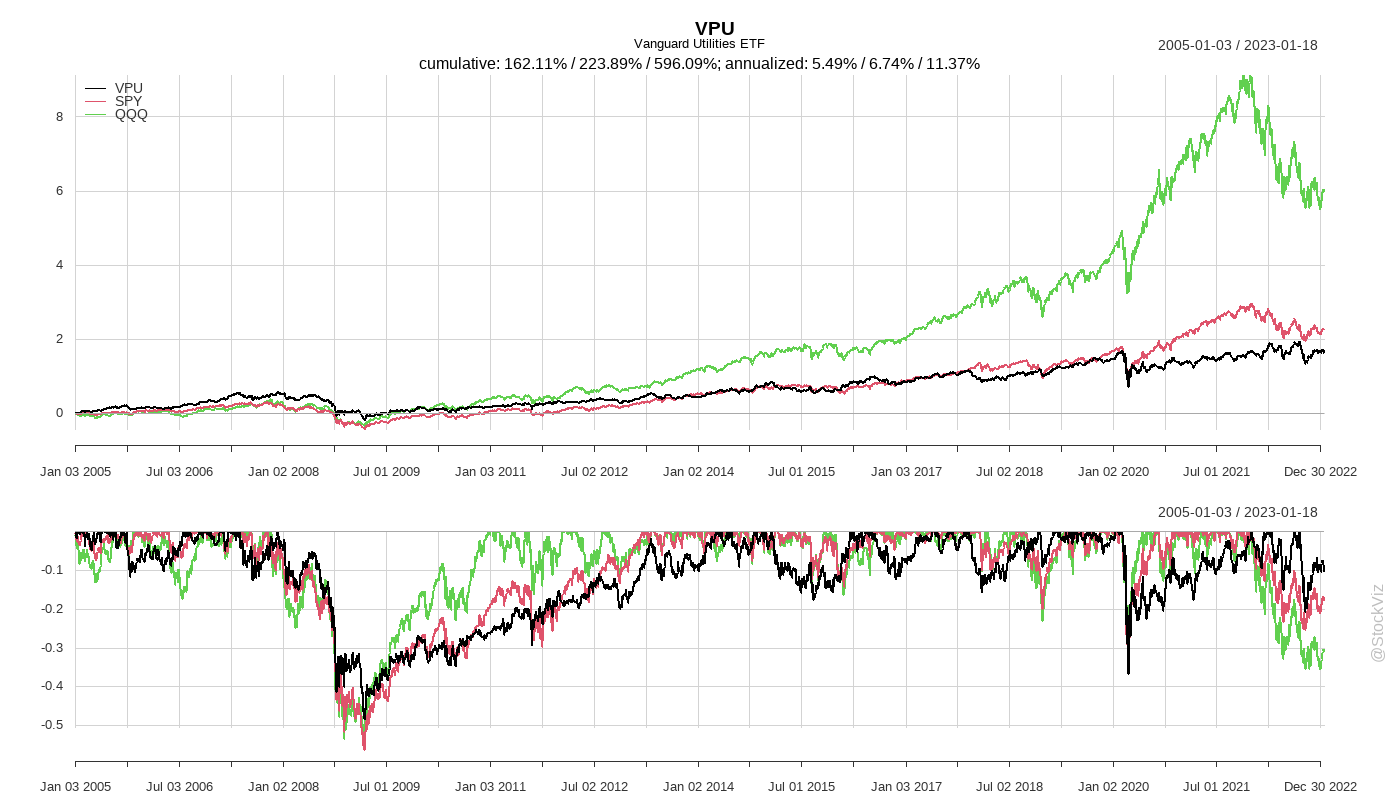 VPU
Vanguard Utilities ETF
2005-01-03 / 2023-01-18
cumulative: 162.11% / 223.89% / 596.09%; annualized: 5.49% / 6.74% / 11.37%
VPU
SPY
QQQ
8
6
4
2
0
Jan 03 2005 Jul 03 2006 Jan 02 2008 Jul 01 2009 Jan 03 2011 Jul 02 2012 Jan 02 2014 Jul 01 2015 Jan 03 2017 Jul 02 2018 Jan 02 2020 Jul 01 2021 Dec 30 2022
2005-01-03 / 2023-01-18
-0.1
-0.2
-0.3
-0.4
-0.5
Jan 03 2005 Jul 03 2006 Jan 02 2008 Jul 01 2009 Jan 03 2011 Jul 02 2012 Jan 02 2014 Jul 01 2015 Jan 03 2017 Jul 02 2018 Jan 02 2020 Jul 01 2021 Dec 30 2022
@StockViz